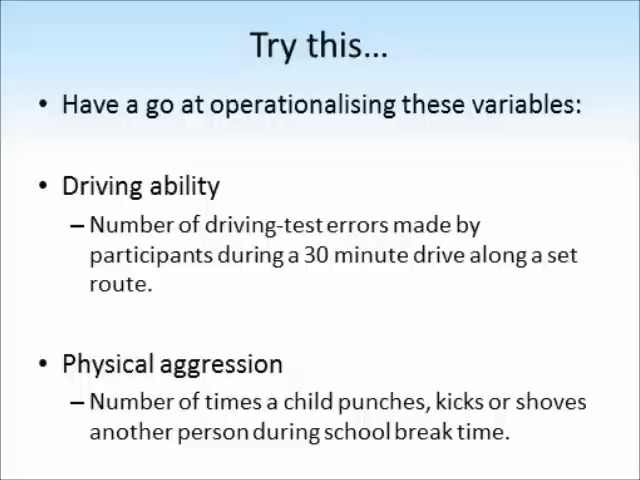 Try this...
• Have a go at operationalising these variables:
• Driving ability
– Number of driving-test errors made by
participants during a 30 minute drive along a set
route.
• Physical aggression
– Number of times a child punches, kicks or shoves
another person during school break time.